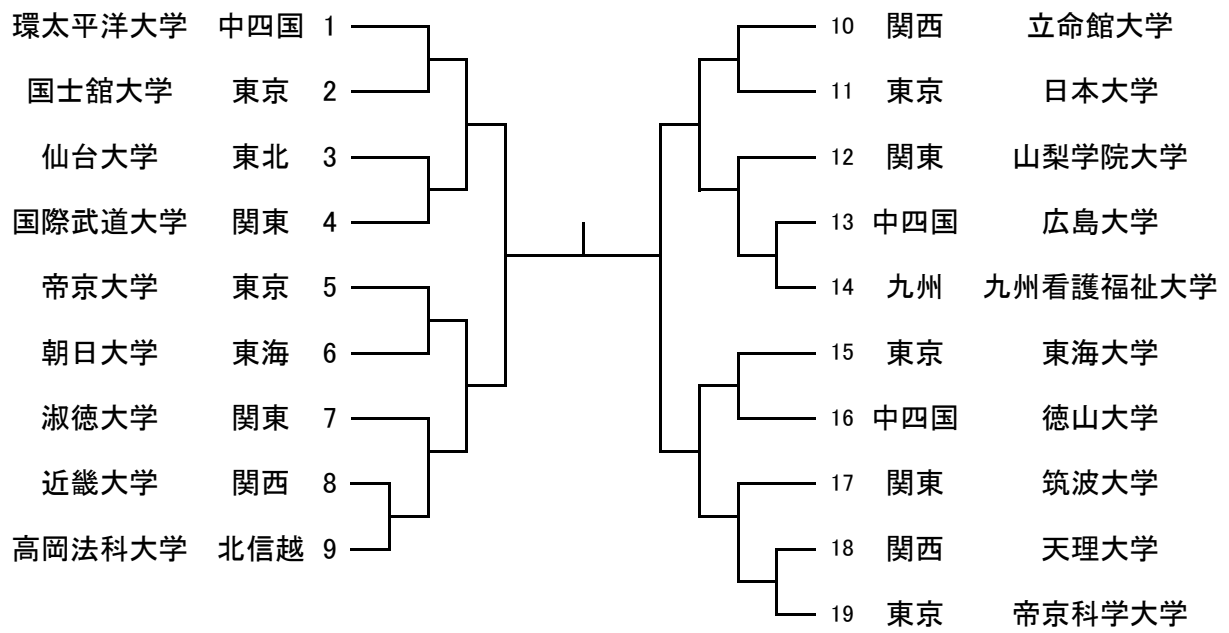 環太平洋大学 中四国 1
国士舘大学 東京 2
仙台大学 東北 3
国際武道大学 関東 4
帝京大学 東京 5
朝日大学 東海 6
淑徳大学 関東 7
近畿大学 関西 8
高岡法科大学 北信越 9
10 関西 立命館大学
11 東京 日本大学
12 関東 山梨学院大学
13 中四国 広島大学
14 九州 九州看護福祉大学
15 東京 東海大学
16 中四国 徳山大学
17 関東 筑波大学
18 関西 天理大学
19 東京 帝京科学大学